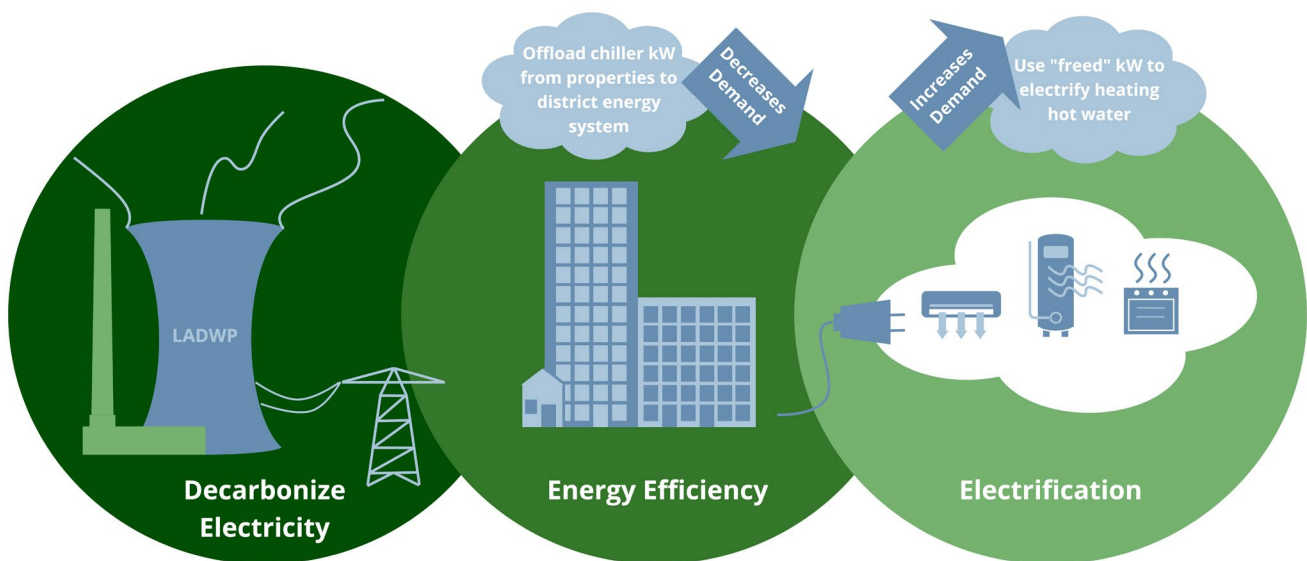 Offload chiller kW
from properties to
district energy
system
Decreases
Demand
Increases
Demand
Use "freed" kW to
electrify heating
hot water
LADWP
Decarbonize
Electricity
Energy Efficiency
Electrification